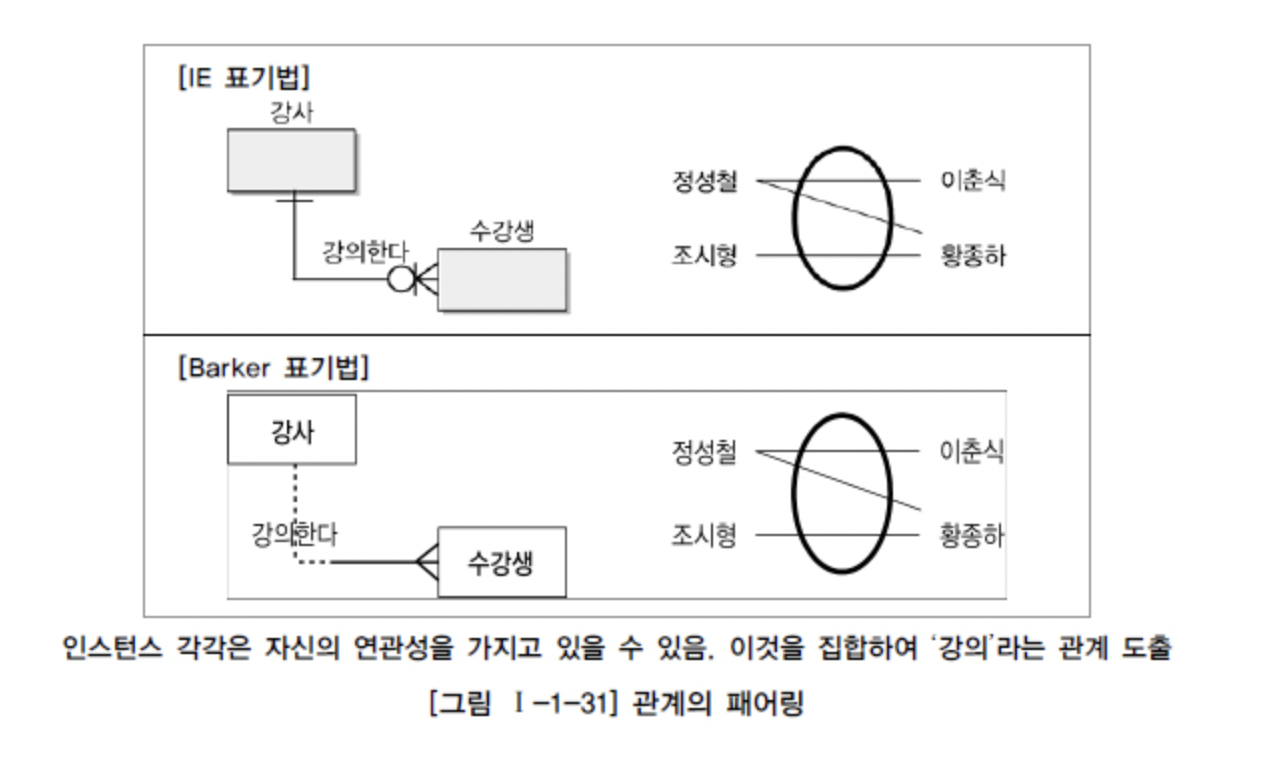 [IE 표기법]
강사
강의한다
수강생
정성철
이춘식
조시형
황종하
[Barker 표기법]
강사
강의한다
수강생
정성철
이춘식
조시형
황종하
인스턴스 각각은 자신의 연관성을 가지고 있을 수 있음. 이것을 집합하여 ‘강의’라는 관계 도출
[그림 Ⅰ-1-31] 관계의 패어링